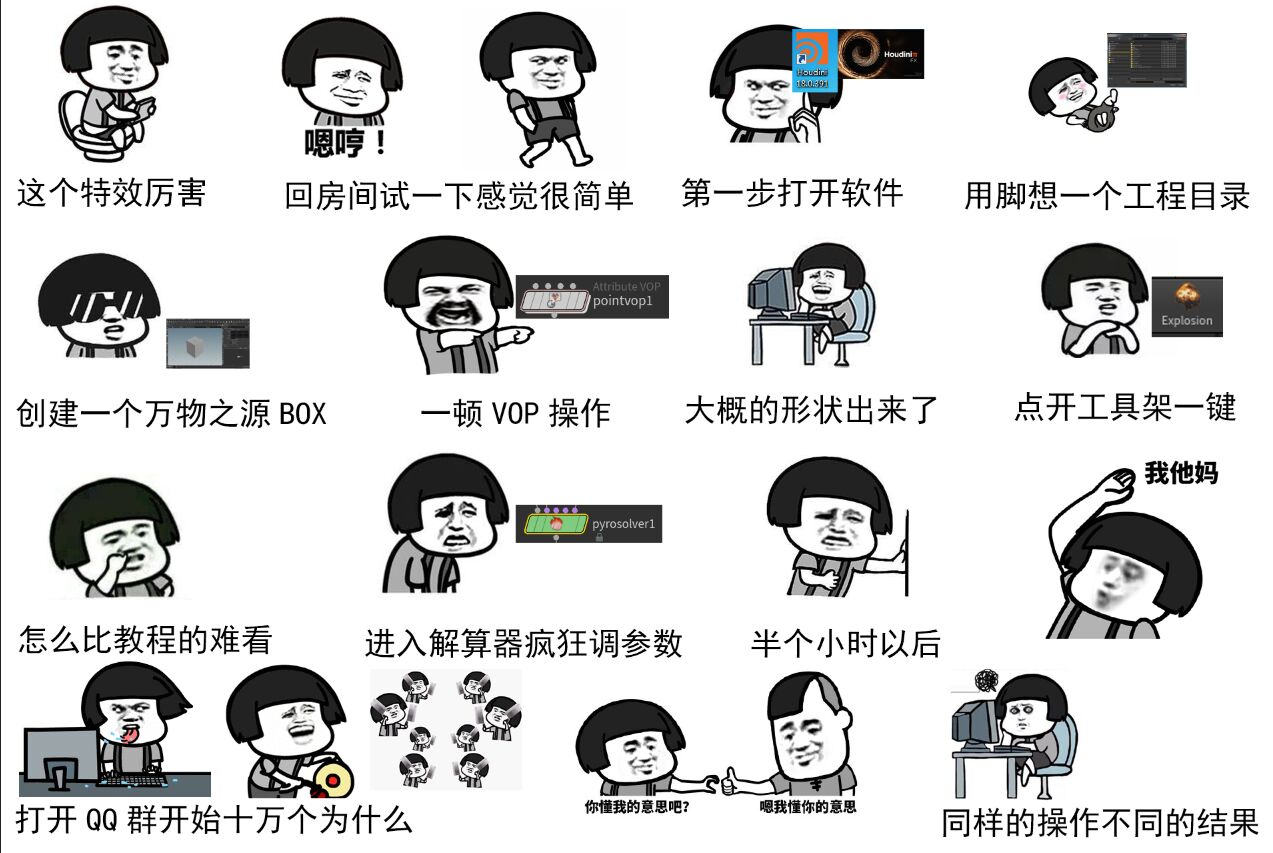 Houdini
18.0.391
Houdini FX
嗯哼！
这个特效厉害
回房间试一下感觉很简单
第一步打开软件
用脚想一个工程目录
Attribute VOP
pointvop1
Explosion
创建一个万物之源 BOX
一顿 VOP 操作
大概的形状出来了
点开工具架一键
我他妈
pyrosolver1
怎么比教程的难看
进入解算器疯狂调参数
半个小时以后
你懂我的意思吧?
嗯我懂你的意思
打开 QQ 群开始十万个为什么
同样的操作不同的结果